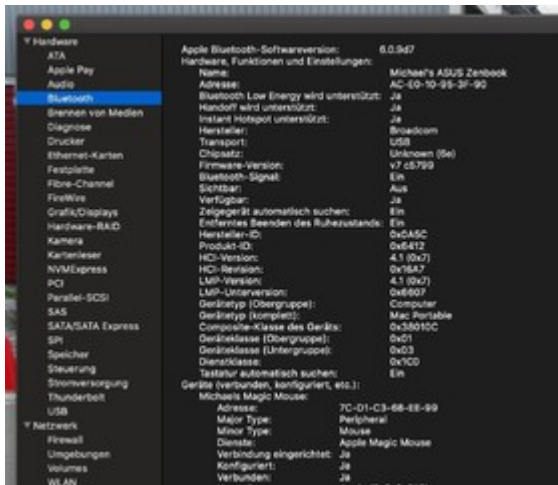 Hardware
ATA
Apple Pay
Audio
Bluetooth
Brennen von Medien
Diagnose
Drucker
Ethernet-Karten
Festplatte
Fibre-Channel
FireWire
Grafik/Displays
Hardware-RAID
Kamera
Kartenleser
NVMExpress
PCI
Parallel-SCSI
SAS
SATA/SATA Express
SPI
Speicher
Steuerung
Stromversorgung
Thunderbolt
USB
Netzwerk
Firewall
Umgebungen
Volumes
WLAN
Apple Bluetooth-Softwareversion: 6.0.9d7
Hardware, Funktionen und Einstellungen:
Name: Michael's ASUS Zenbook
Adresse: AC-E0-10-95-3F-90
Bluetooth Low Energy wird unterstützt: Ja
Handoff wird unterstützt: Ja
Instant Hotspot unterstützt: Ja
Hersteller: Broadcom
Transport: USB
Chipsatz: Unknown (6e)
Firmware-Version: v7 c5799
Bluetooth-Signal: Ein
Sichtbar: Aus
Verfügbar: Ja
Zeigegerät automatisch suchen: Ein
Entferntes Beenden des Ruhezustands: Ein
Hersteller-ID: 0x0A5C
Produkt-ID: 0x6412
HCI-Version: 4.1 (0x7)
HCI-Revision: 0x16A7
LMP-Version: 4.1 (0x7)
LMP-Unterversion: 0x6607
Gerätetyp (Obergruppe): Computer
Gerätetyp (komplett): Mac Portable
Composite-Klasse des Geräts: 0x38010C
Geräteklasse (Obergruppe): 0x01
Geräteklasse (Untergruppe): 0x03
Dienstklasse: 0x1C0
Tastatur automatisch suchen: Ein
Geräte (verbunden, konfiguriert, etc.):
Michaels Magic Mouse:
Adresse: 7C-D1-C3-68-EE-99
Major Type: Peripheral
Minor Type: Mouse
Dienste: Apple Magic Mouse
Verbindung eingerichtet: Ja
Konfiguriert: Ja
Verbunden: Ja